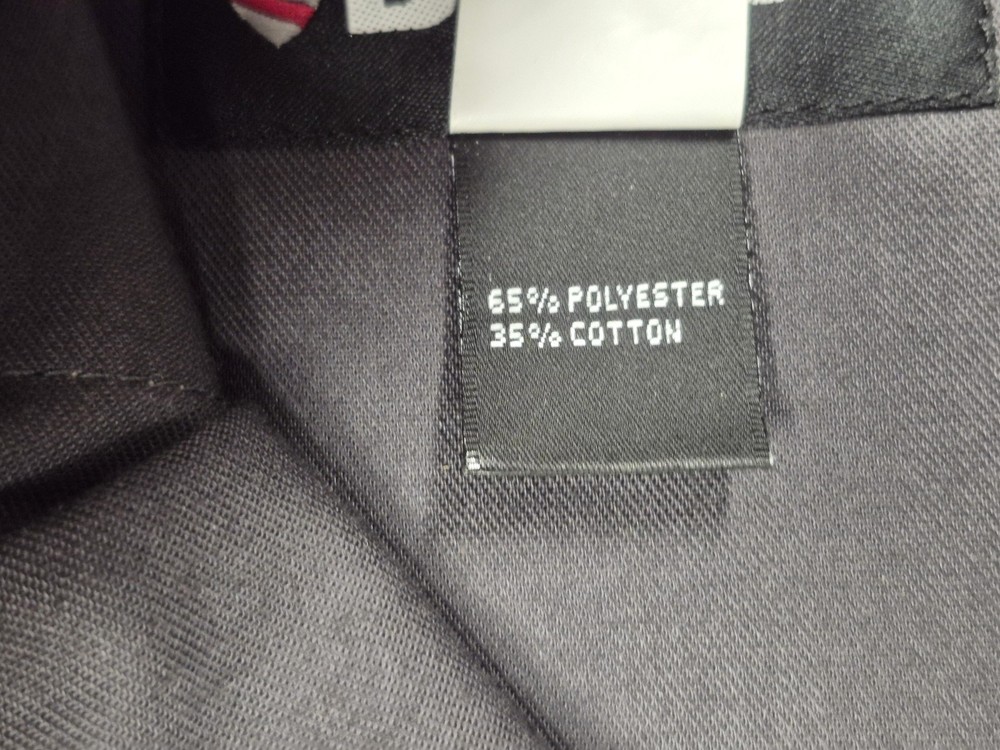 65% POLYESTER
35% COTTON